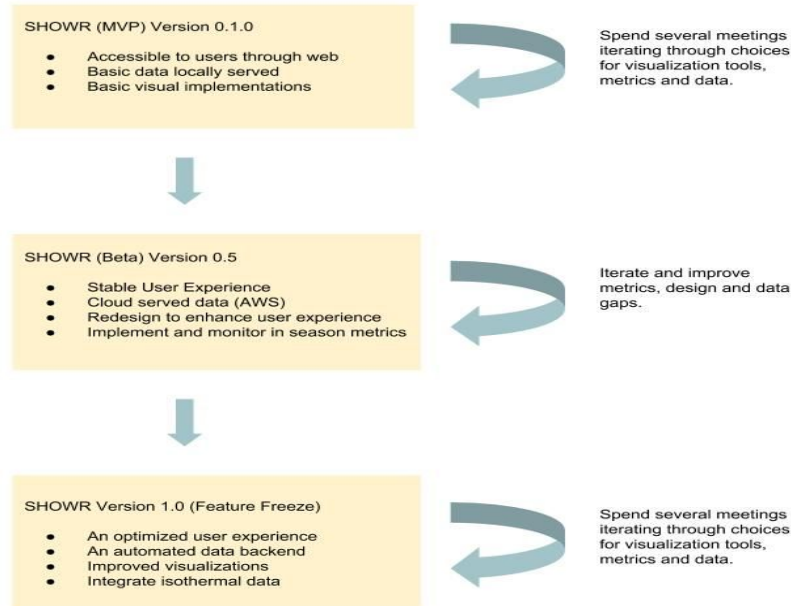 SHOWR (MVP) Version 0.1.0
● Accessible to users through web
● Basic data locally served
● Basic visual implementations
Spend several meetings
iterating through choices
for visualization tools,
metrics and data.
SHOWR (Beta) Version 0.5
● Stable User Experience
● Cloud served data (AWS)
● Redesign to enhance user experience
● Implement and monitor in season metrics
Iterate and improve
metrics, design and data
gaps.
SHOWR Version 1.0 (Feature Freeze)
● An optimized user experience
● An automated data backend
● Improved visualizations
● Integrate isothermal data
Spend several meetings
iterating through choices
for visualization tools,
metrics and data.